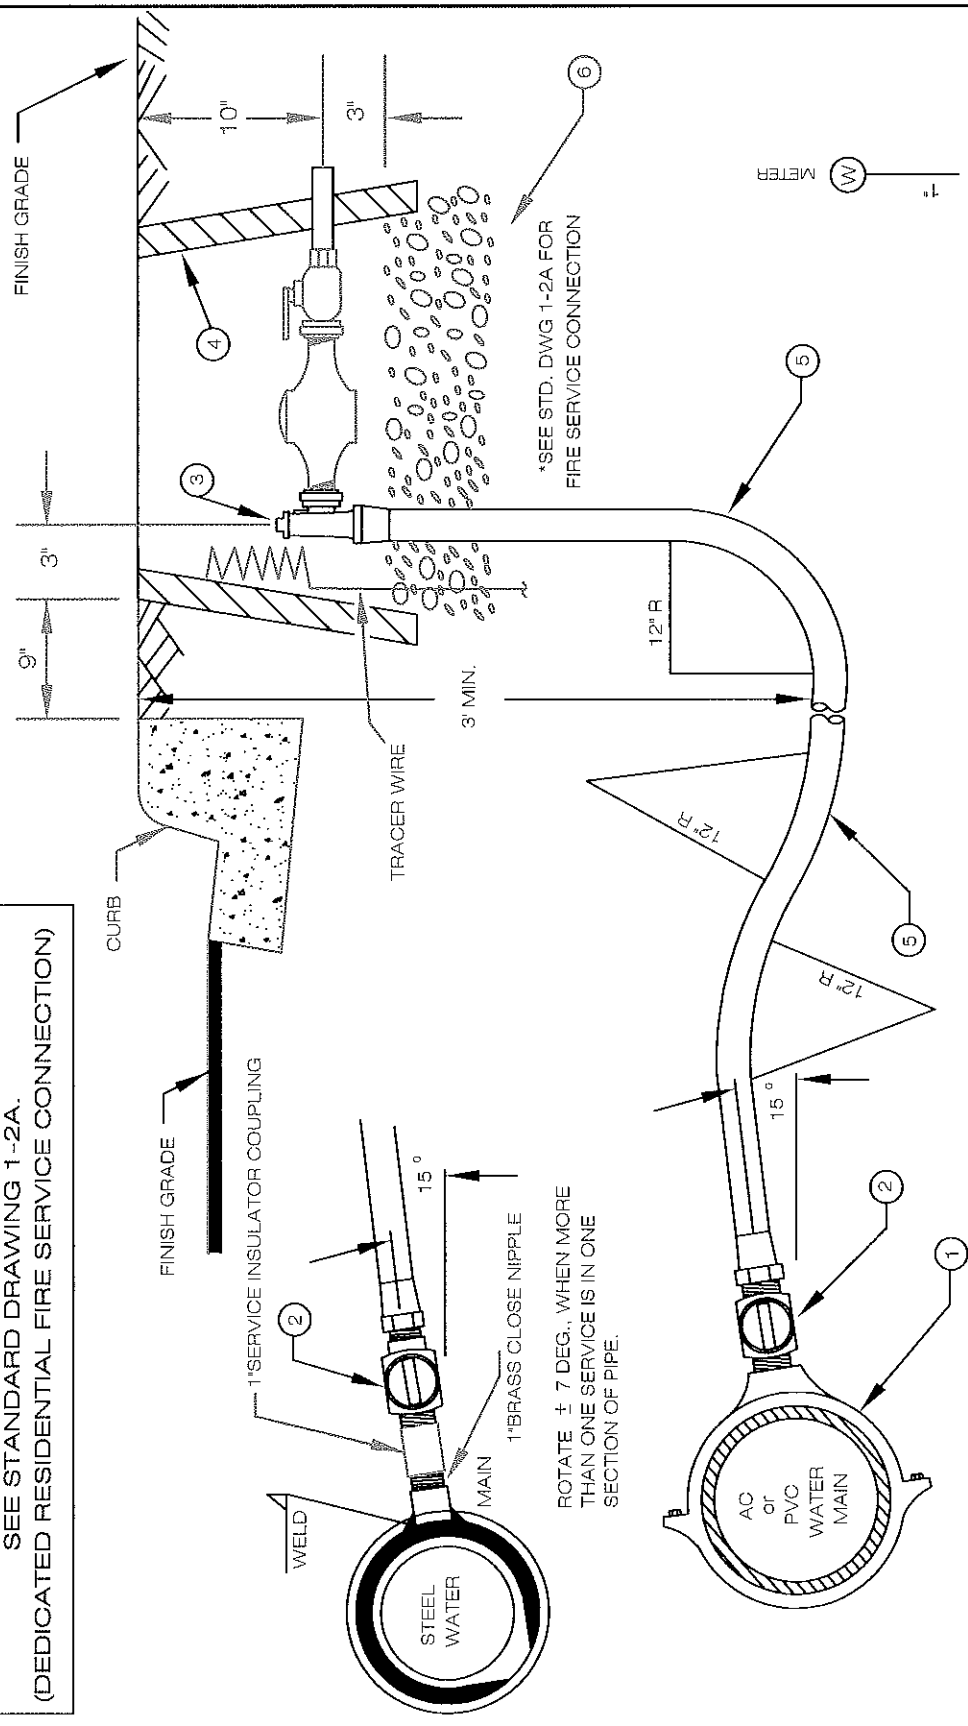 SEE STANDARD DRAWING 1-2A.
(DEDICATED RESIDENTIAL FIRE SERVICE CONNECTION)
FINISH GRADE
CURB
9"
3"
FINISH GRADE
10"
3"
3
4
6
TRACER WIRE
3' MIN.
*SEE STD. DWG 1-2A FOR
FIRE SERVICE CONNECTION
METER
W
1"
12" R
5
12" R
5
12" R
15°
2
1
AC
or
PVC
WATER
MAIN
1"SERVICE INSULATOR COUPLING
2
15°
WELD
STEEL
WATER
MAIN
1"BRASS CLOSE NIPPLE
ROTATE ± 7 DEG., WHEN MORE
THAN ONE SERVICE IS IN ONE
SECTION OF PIPE.